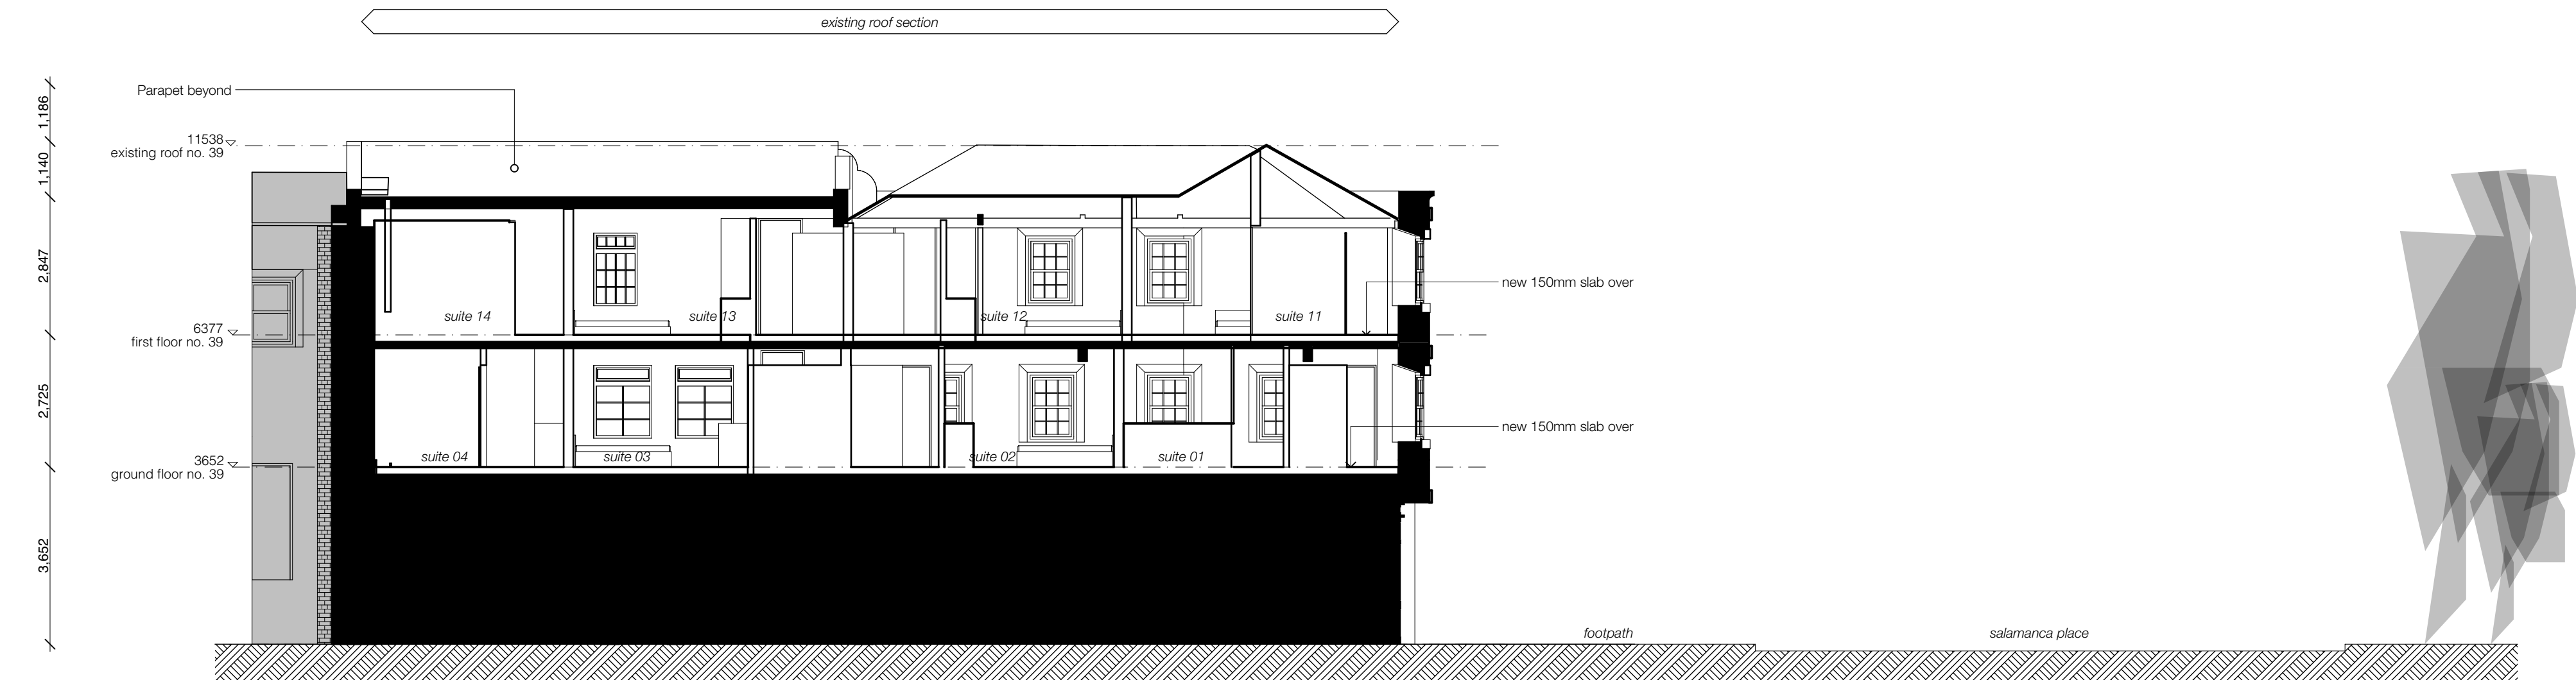 existing roof section
Parapet beyond
1,186
11538
existing roof no. 39
1,140
2,847
new 150mm slab over
suite 14
suite 13
suite 12
suite 11
6377
first floor no. 39
2,725
new 150mm slab over
suite 04
suite 03
suite 02
suite 01
3652
ground floor no. 39
3,652
footpath
salamanca place